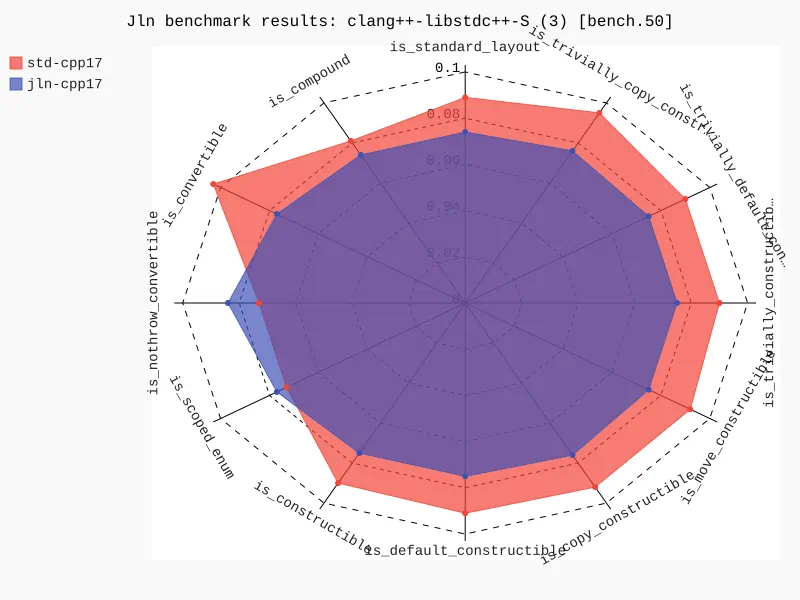 Jln benchmark results: clang++-libstdc++-S (3) [bench.50]
std-cpp17
jln-cpp17
is_standard_layout
is_trivially_copy_constr…
is_trivially_default_con…
is_trivially_constructib…
is_move_constructible
is_copy_constructible
is_default_constructible
is_constructible
is_scoped_enum
is_nothrow_convertible
is_convertible
is_compound
0.1
0.08
0.06
0.04
0.02
0